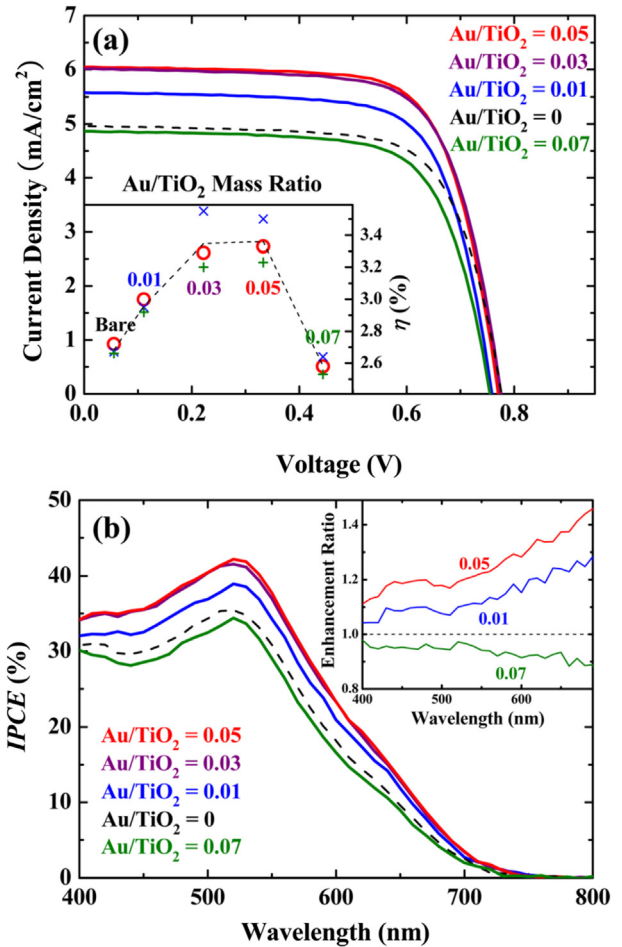 (a)
Au/TiO₂ = 0.05
Au/TiO₂ = 0.03
Au/TiO₂ = 0.01
Au/TiO₂ = 0
Au/TiO₂ = 0.07
7
6
5
4
3
2
1
0
Current Density (mA/cm²)
Au/TiO₂ Mass Ratio
Bare
0.01
0.03
0.05
0.07
3.4
3.2
3.0
2.8
2.6
η (%)
0.0 0.2 0.4 0.6 0.8
Voltage (V)
(b)
50
40
30
20
10
0
IPCE (%)
Au/TiO₂ = 0.05
Au/TiO₂ = 0.03
Au/TiO₂ = 0.01
Au/TiO₂ = 0
Au/TiO₂ = 0.07
Enhancement Ratio
1.4
1.2
1.0
0.8
0.05
0.01
0.07
400 500 600
Wavelength (nm)
400 500 600 700 800
Wavelength (nm)